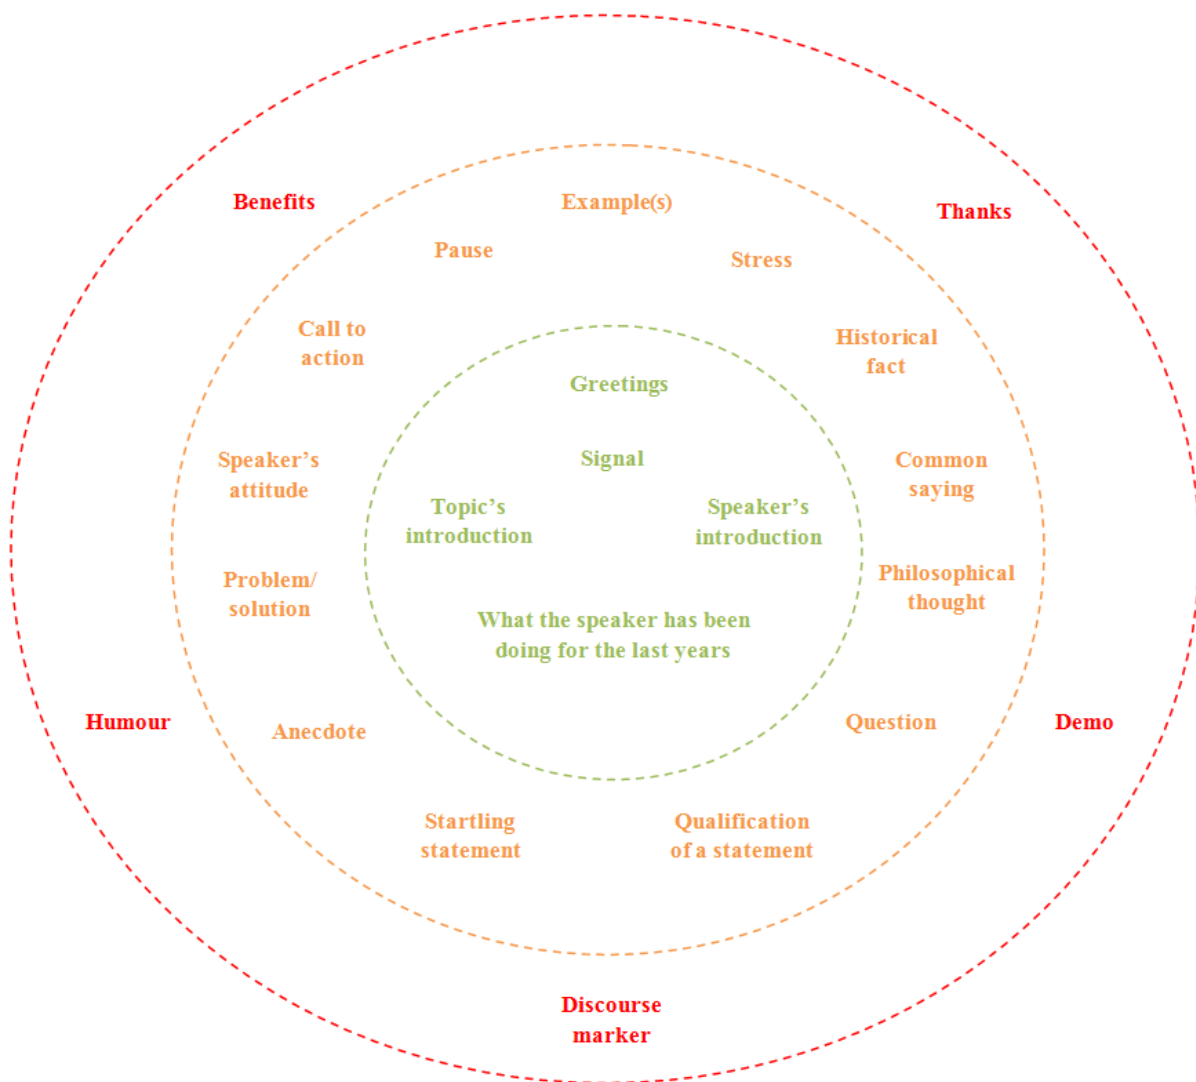 Benefits
Example(s)
Thanks
Pause
Stress
Call to
action
Historical
fact
Greetings
Signal
Speaker's
attitude
Common
saying
Topic's
introduction
Speaker's
introduction
Problem/
solution
Philosophical
thought
What the speaker has been
doing for the last years
Humour
Anecdote
Question
Demo
Startling
statement
Qualification
of a statement
Discourse
marker